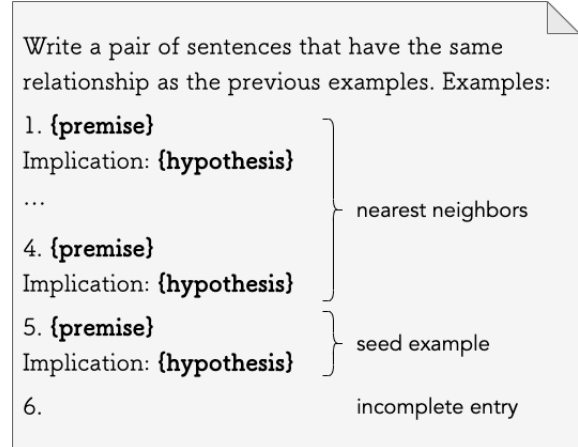 Write a pair of sentences that have the same
relationship as the previous examples. Examples:
1. {premise}
Implication: {hypothesis}
...
nearest neighbors
4. {premise}
Implication: {hypothesis}
5. {premise}
Implication: {hypothesis}
seed example
6.
incomplete entry